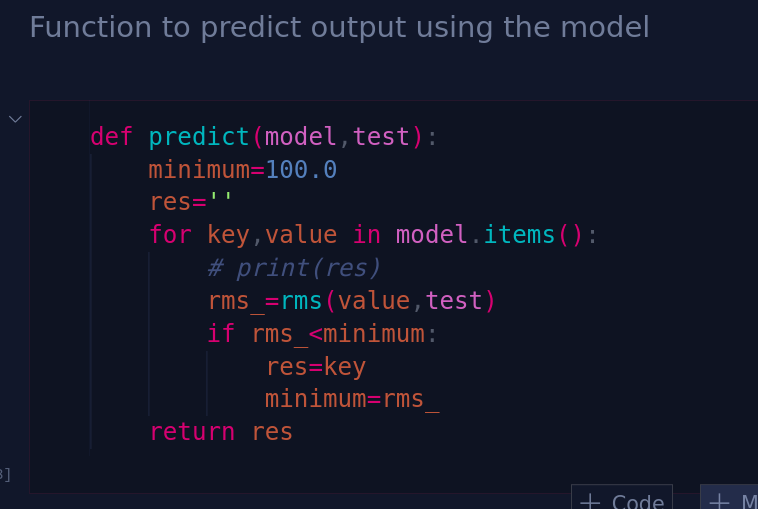 Function to predict output using the model
def predict(model,test):
    minimum=100.0
    res=''
    for key,value in model.items():
        # print(res)
        rms_=rms(value,test)
        if rms_<minimum:
            res=key
            minimum=rms_
    return res
]
+ Code + M